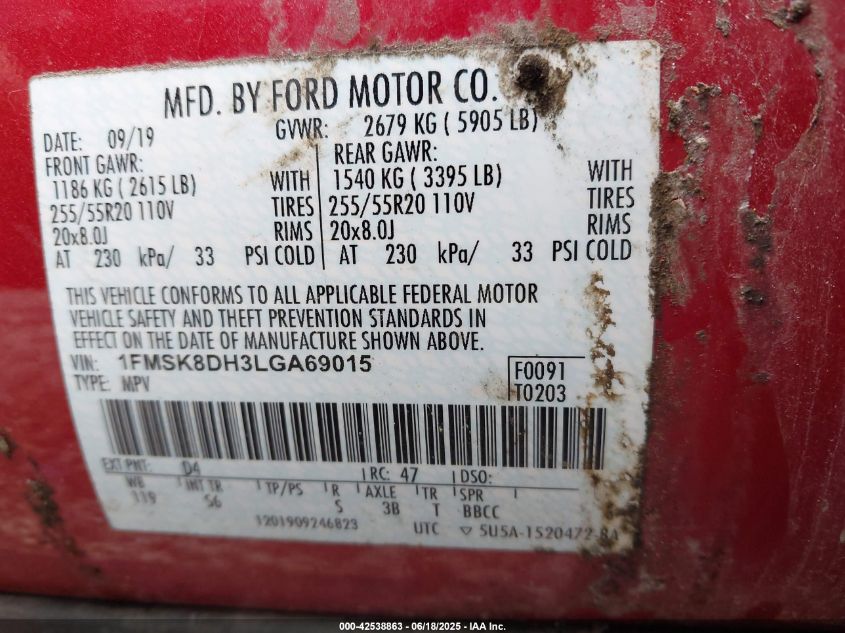 MFD. BY FORD MOTOR CO.
DATE: 09/19 GVWR: 2679 KG ( 5905 LB)
FRONT GAWR: REAR GAWR:
1186 KG ( 2615 LB) WITH 1540 KG ( 3395 LB) WITH
255/55R20 110V TIRES 255/55R20 110V TIRES
20x8.0J RIMS 20x8.0J RIMS
AT 230 kPa/ 33 PSI COLD AT 230 kPa/ 33 PSI COLD
THIS VEHICLE CONFORMS TO ALL APPLICABLE FEDERAL MOTOR
VEHICLE SAFETY AND THEFT PREVENTION STANDARDS IN
EFFECT ON THE DATE OF MANUFACTURE SHOWN ABOVE.
VIN: 1FMSK8DH3LGA69015 F0091
TYPE: MPV T0203
EXT PNT: D4 RC: 47 DSO:
WB INT TR TP/PS R AXLE TR SPR
119 S6 S 3B T BBCC
1201909246823 UTC ▽ 5U5A-1520472-BA
000-42538863 - 06/18/2025 - IAA Inc.